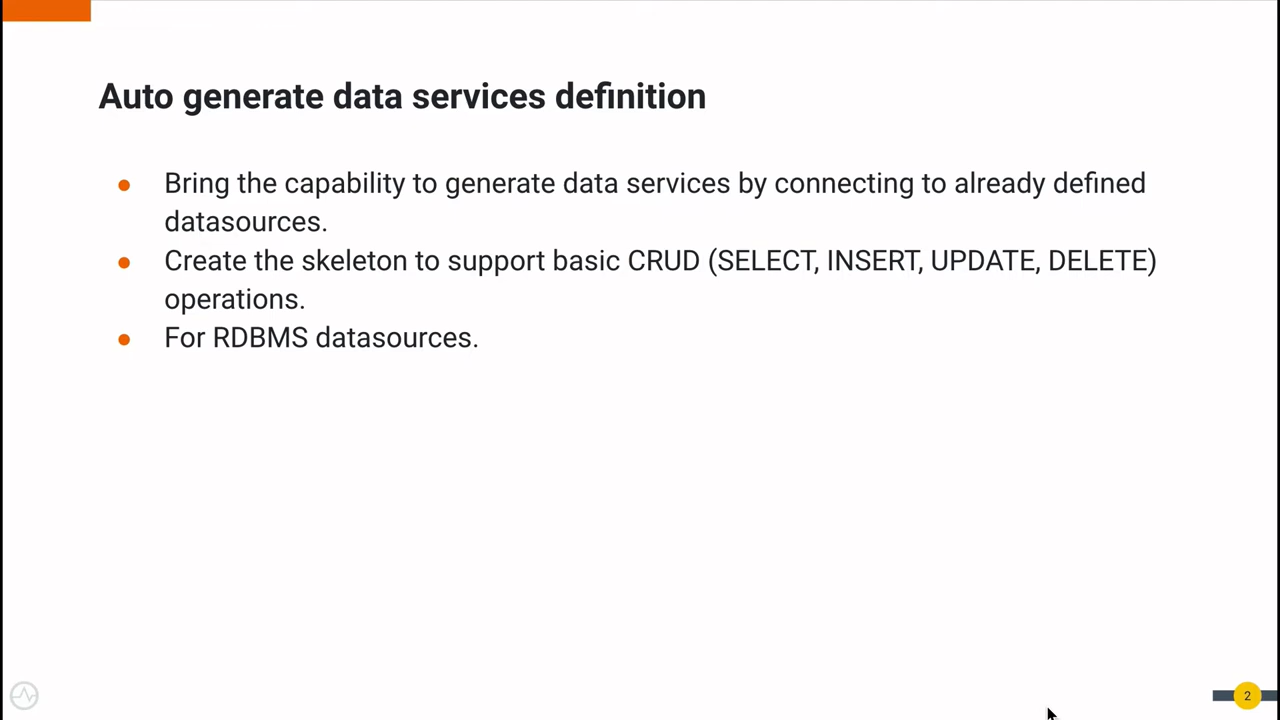 Auto generate data services definition
● Bring the capability to generate data services by connecting to already defined
datasources.
● Create the skeleton to support basic CRUD (SELECT, INSERT, UPDATE, DELETE)
operations.
● For RDBMS datasources.
2